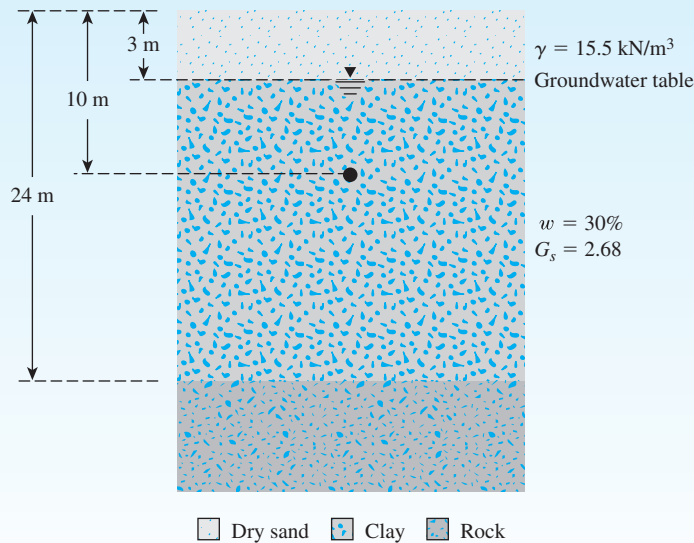 3 m
γ = 15.5 kN/m³
Groundwater table
10 m
24 m
w = 30%
Gₛ = 2.68
Dry sand Clay Rock